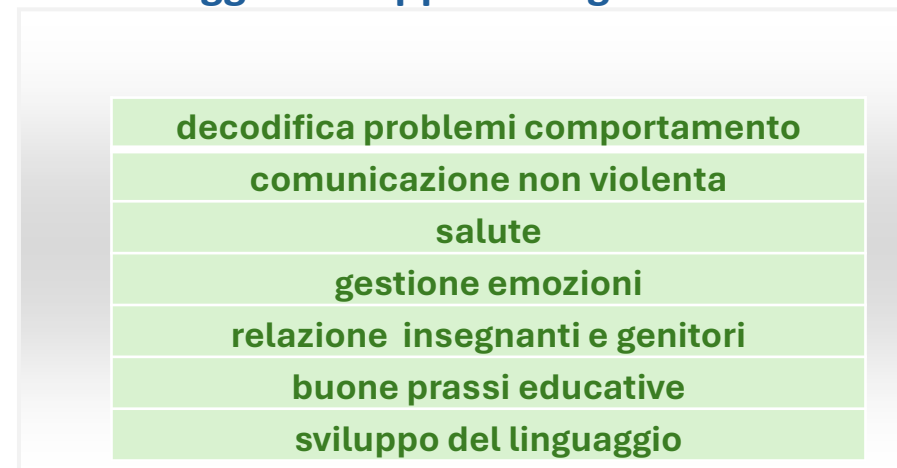 decodifica problemi comportamento
comunicazione non violenta
salute
gestione emozioni
relazione insegnanti e genitori
buone prassi educative
sviluppo del linguaggio